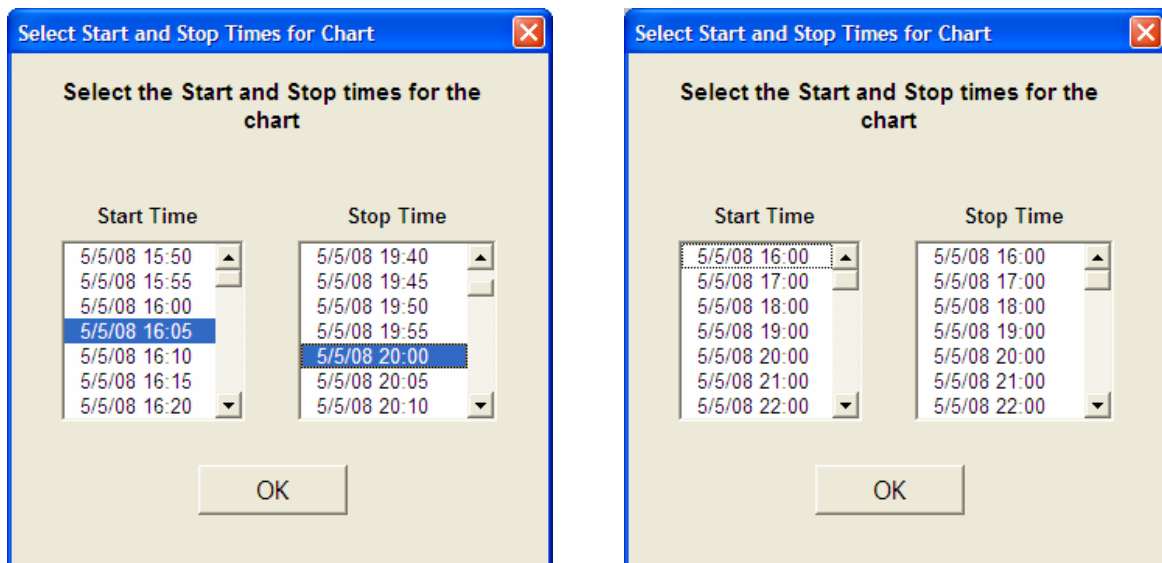 Select Start and Stop Times for Chart
Select the Start and Stop times for the
chart
Start Time
5/5/08 15:50
5/5/08 15:55
5/5/08 16:00
5/5/08 16:05
5/5/08 16:10
5/5/08 16:15
5/5/08 16:20
Stop Time
5/5/08 19:40
5/5/08 19:45
5/5/08 19:50
5/5/08 19:55
5/5/08 20:00
5/5/08 20:05
5/5/08 20:10
OK
Select Start and Stop Times for Chart
Select the Start and Stop times for the
chart
Start Time
5/5/08 16:00
5/5/08 17:00
5/5/08 18:00
5/5/08 19:00
5/5/08 20:00
5/5/08 21:00
5/5/08 22:00
Stop Time
5/5/08 16:00
5/5/08 17:00
5/5/08 18:00
5/5/08 19:00
5/5/08 20:00
5/5/08 21:00
5/5/08 22:00
OK